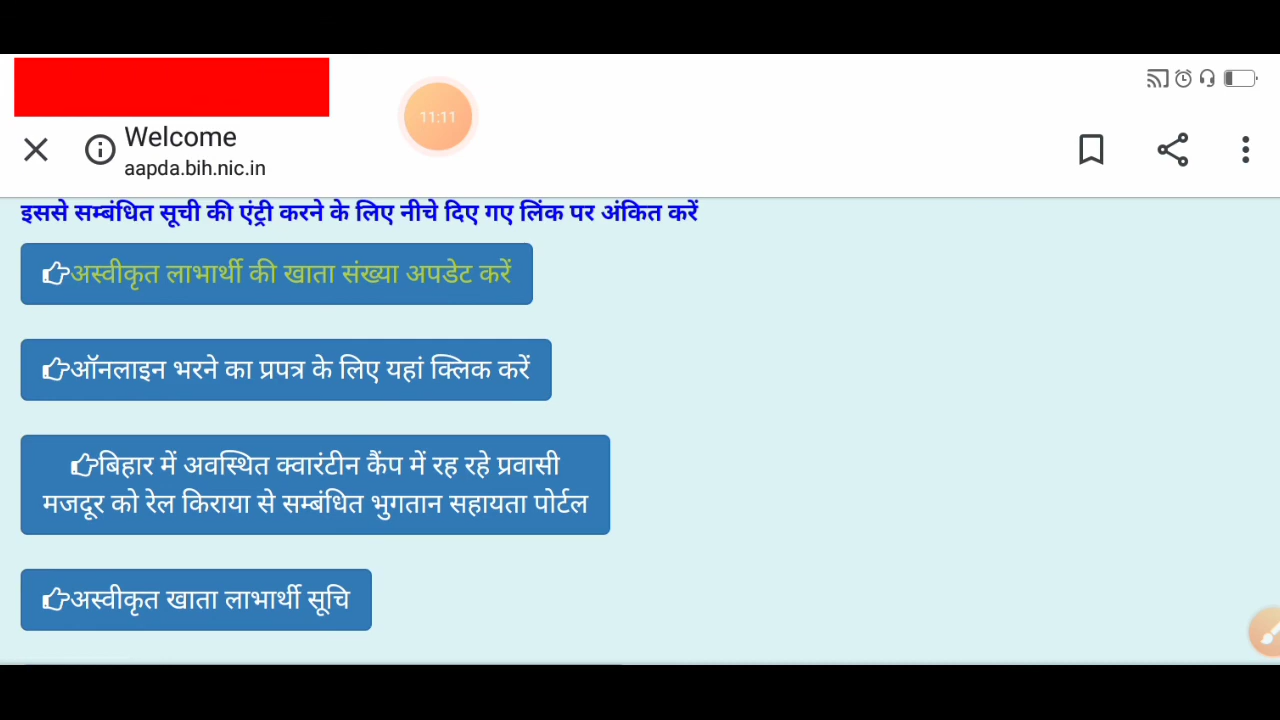 11:11
Welcome
aapda.bih.nic.in
इससे सम्बंधित सूची की एंट्री करने के लिए नीचे दिए गए लिंक पर अंकित करें
अस्वीकृत लाभार्थी की खाता संख्या अपडेट करें
ऑनलाइन भरने का प्रपत्र के लिए यहां क्लिक करें
बिहार में अवस्थित क्वारंटीन कैंप में रह रहे प्रवासी
मजदूर को रेल किराया से सम्बंधित भुगतान सहायता पोर्टल
अस्वीकृत खाता लाभार्थी सूचि